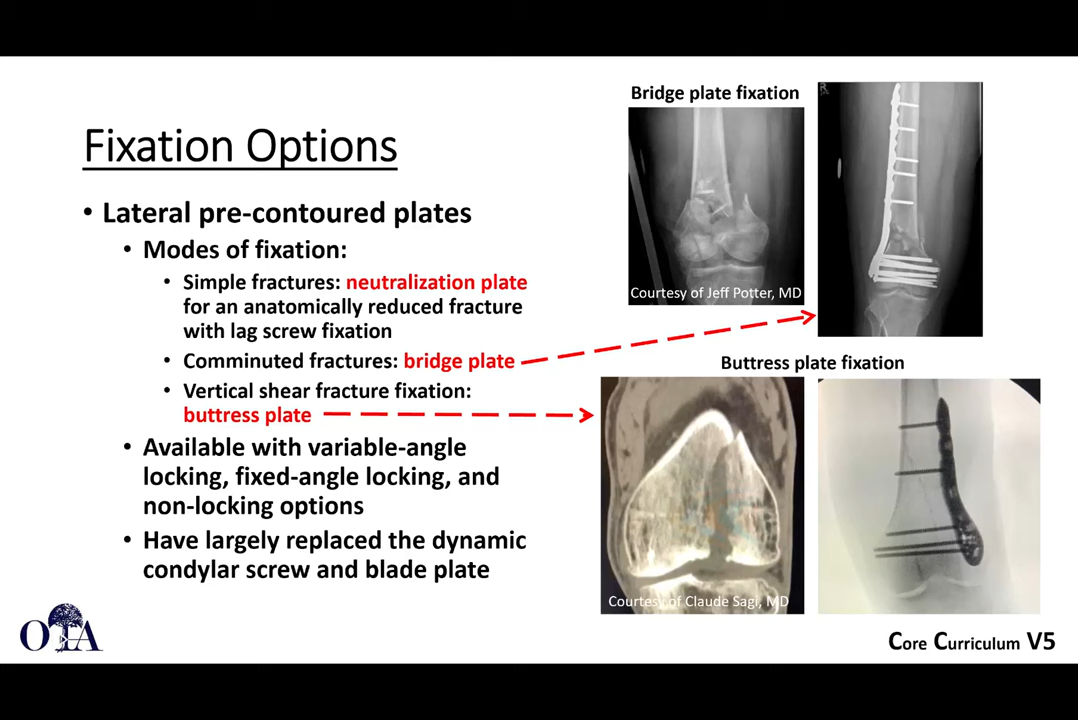 Fixation Options
• Lateral pre-contoured plates
• Modes of fixation:
• Simple fractures: neutralization plate
for an anatomically reduced fracture
with lag screw fixation
• Comminuted fractures: bridge plate
• Vertical shear fracture fixation:
buttress plate
• Available with variable-angle
locking, fixed-angle locking, and
non-locking options
• Have largely replaced the dynamic
condylar screw and blade plate
Bridge plate fixation
Courtesy of Jeff Potter, MD
R
Buttress plate fixation
Courtesy of Claude Sagi, MD
OTA
Core Curriculum V5